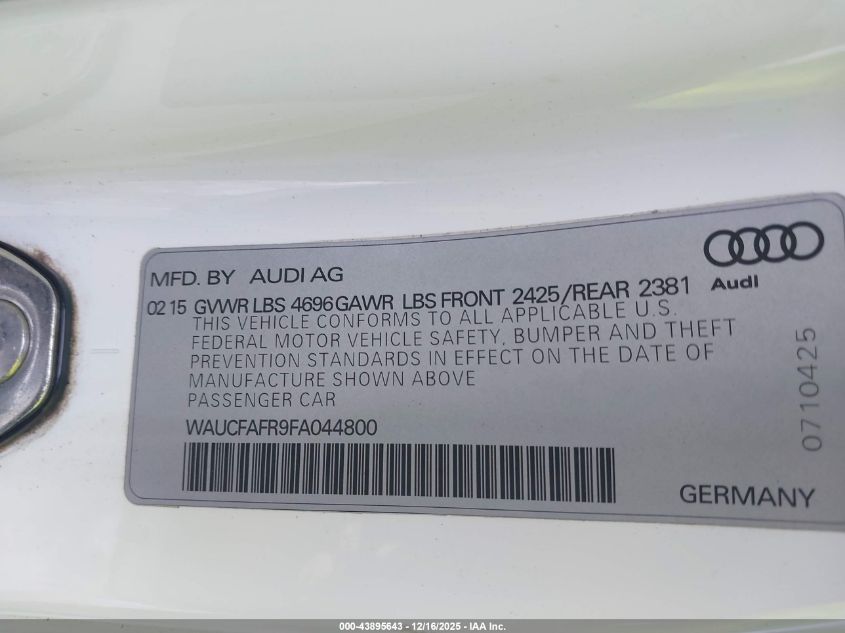 MFD. BY AUDI AG
Audi
02 15 GVWR LBS 4696 GAWR LBS FRONT 2425/REAR 2381
THIS VEHICLE CONFORMS TO ALL APPLICABLE U.S.
FEDERAL MOTOR VEHICLE SAFETY, BUMPER AND THEFT
PREVENTION STANDARDS IN EFFECT ON THE DATE OF
MANUFACTURE SHOWN ABOVE
PASSENGER CAR
WAUCFAFR9FA044800
0710425
GERMANY
000-43895643 - 12/16/2025 - IAA Inc.